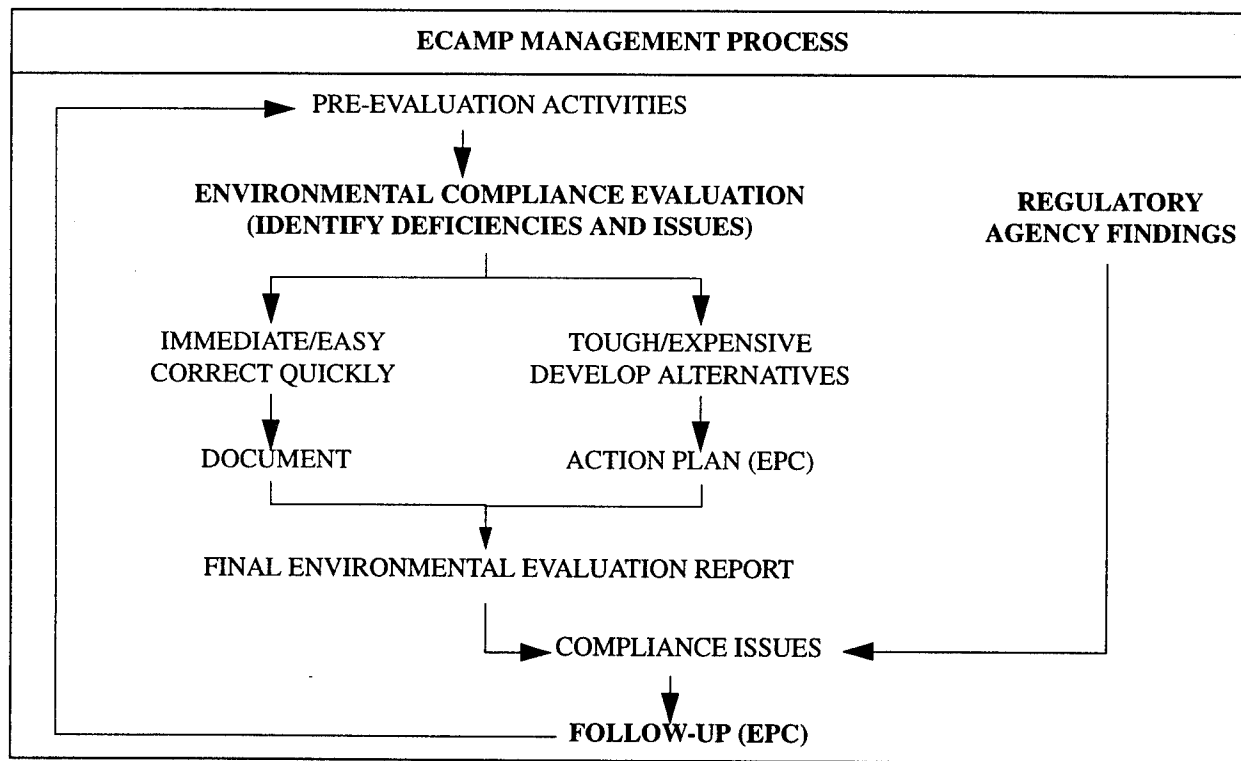 ECAMP MANAGEMENT PROCESS
PRE-EVALUATION ACTIVITIES
ENVIRONMENTAL COMPLIANCE EVALUATION
(IDENTIFY DEFICIENCIES AND ISSUES)
REGULATORY
AGENCY FINDINGS
IMMEDIATE/EASY
CORRECT QUICKLY
TOUGH/EXPENSIVE
DEVELOP ALTERNATIVES
DOCUMENT
ACTION PLAN (EPC)
FINAL ENVIRONMENTAL EVALUATION REPORT
COMPLIANCE ISSUES
FOLLOW-UP (EPC)